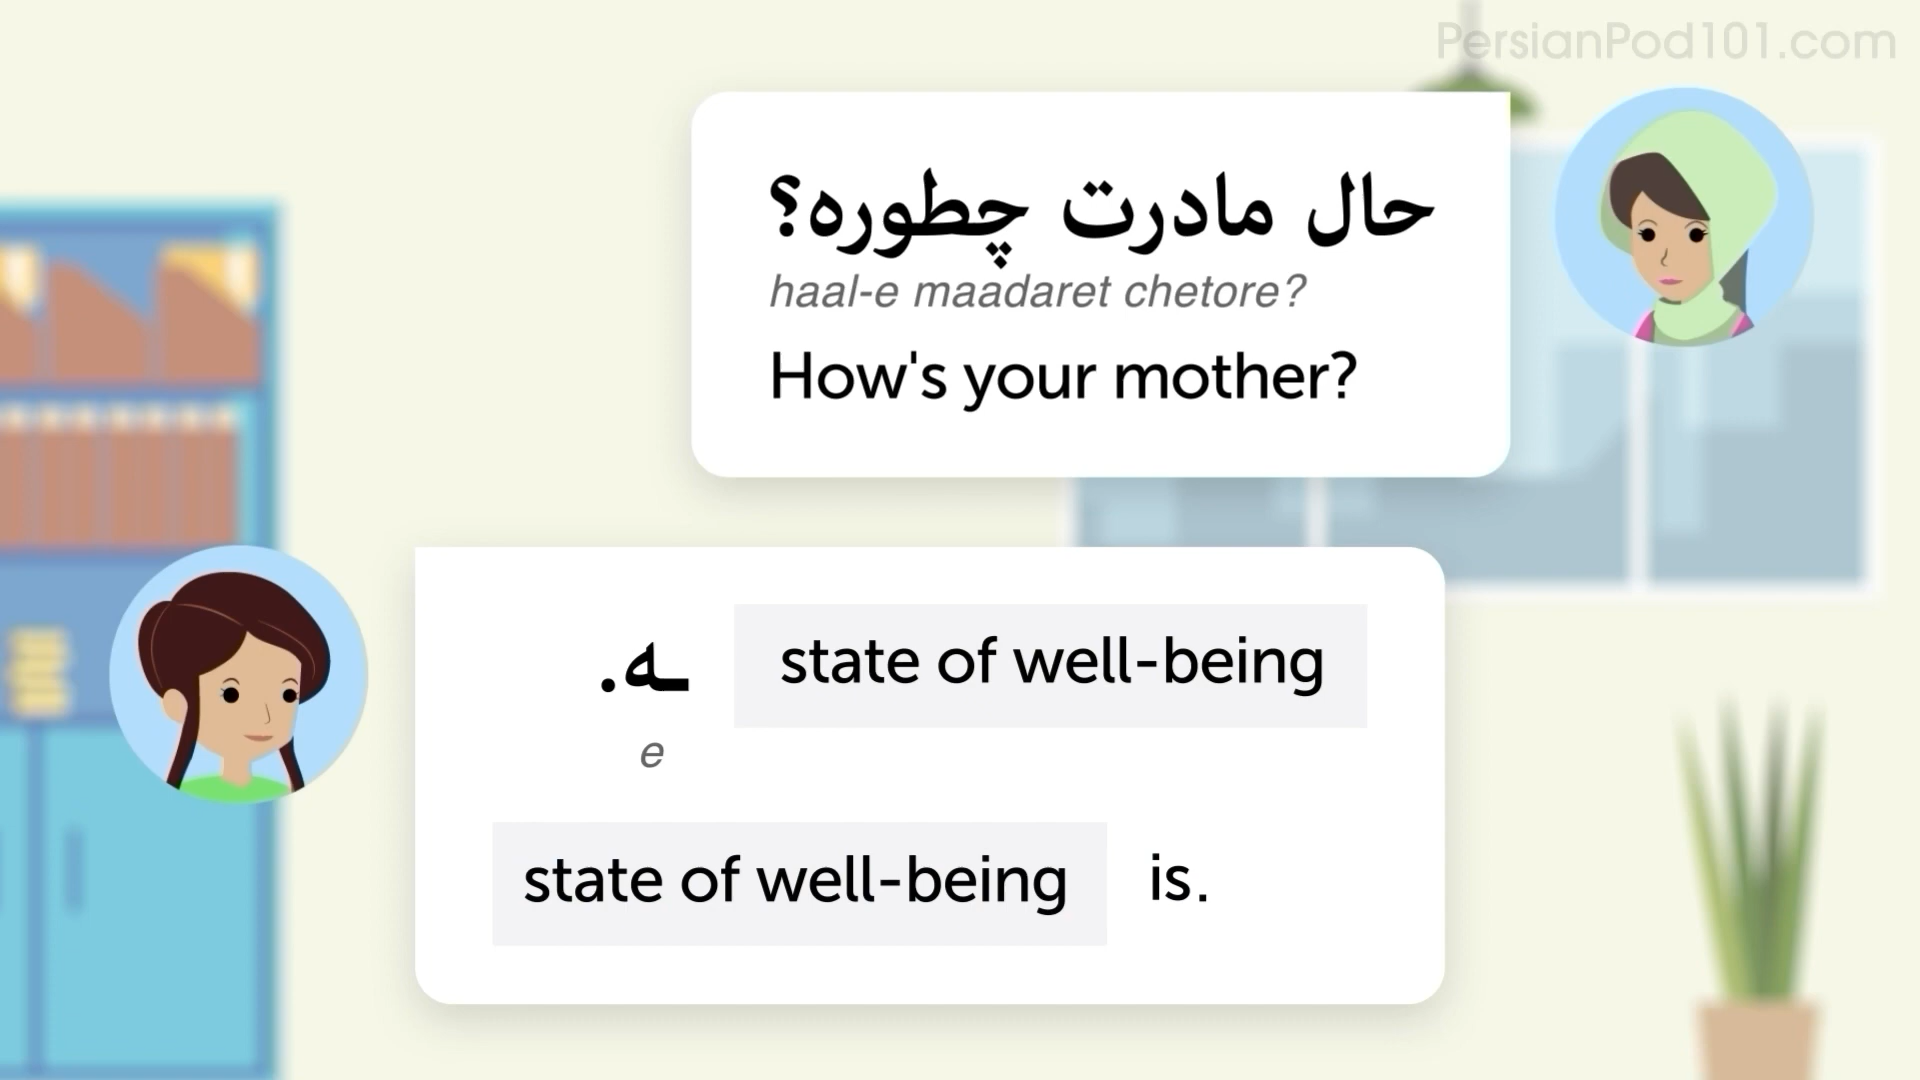 PersianPod101.com
حال مادرت چطوره؟
haal-e maadaret chetore?
How's your mother?
state of well-being ـه.
e
state of well-being is.